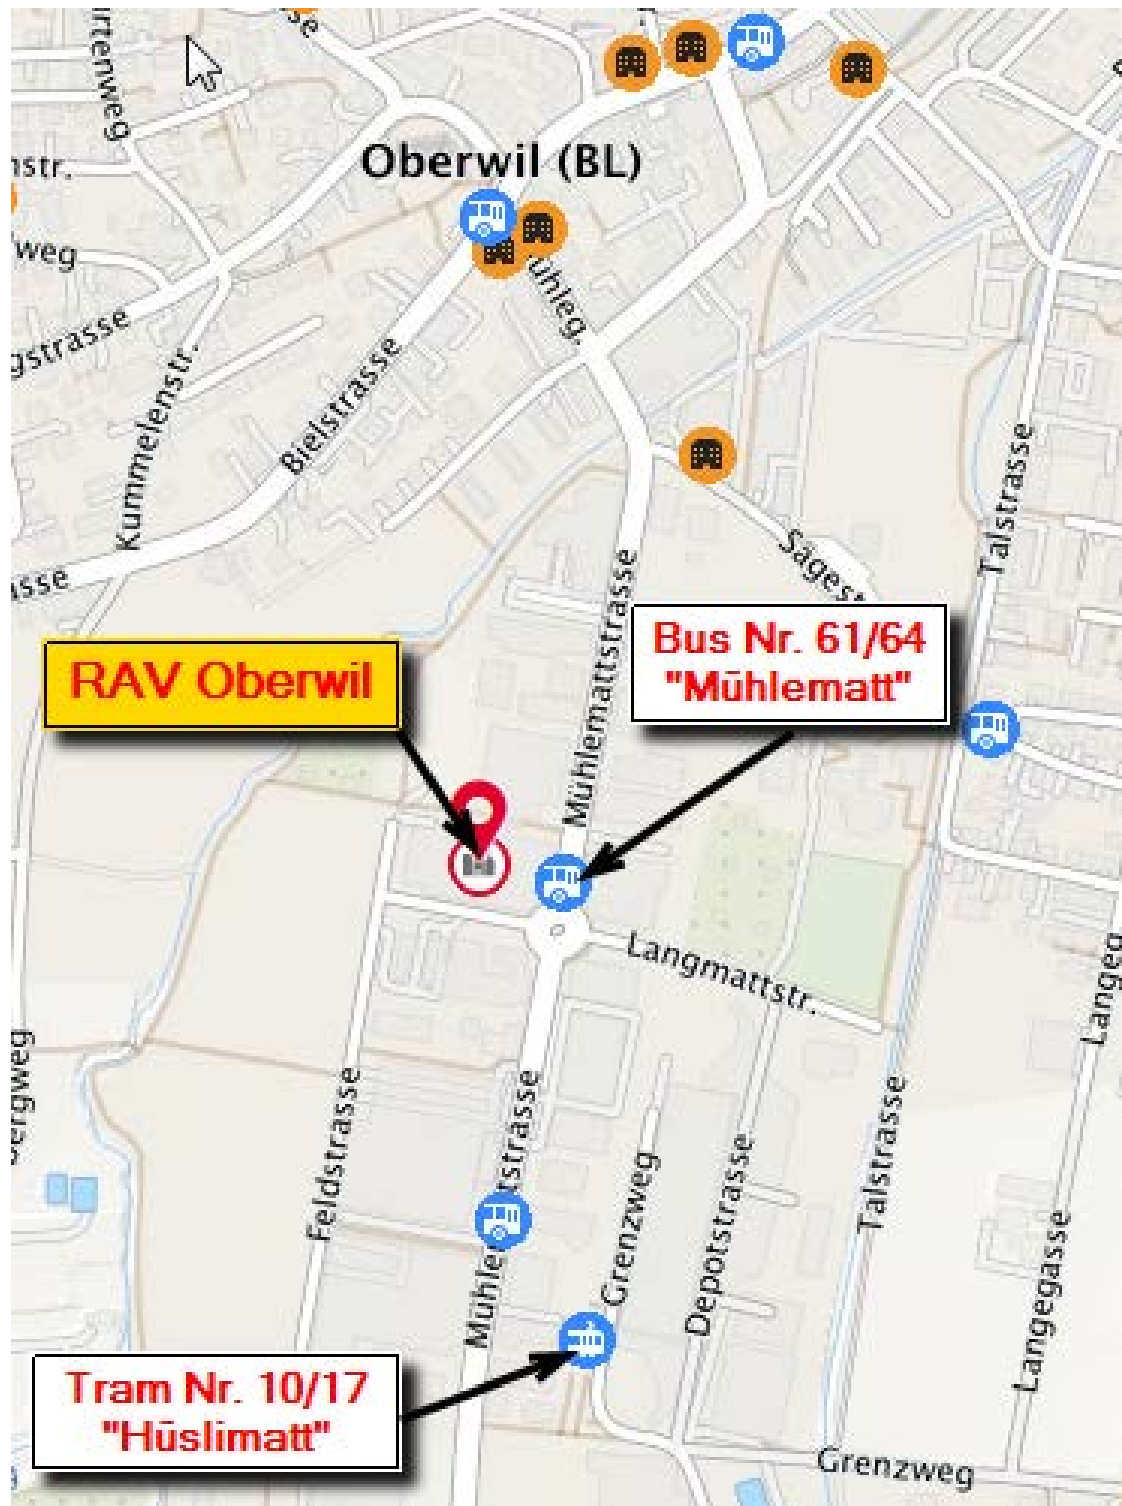 Oberwil (BL)
Mühleg.
Bielstrasse
Kummelenstr.
Talstrasse
Mühlemattstrasse
Bus Nr. 61/64
"Mühlematt"
RAV Oberwil
Langmattstr.
Feldstrasse
Grenzweg
Depotstrasse
Talstrasse
Langegasse
Tram Nr. 10/17
"Hüslimatt"
Grenzweg